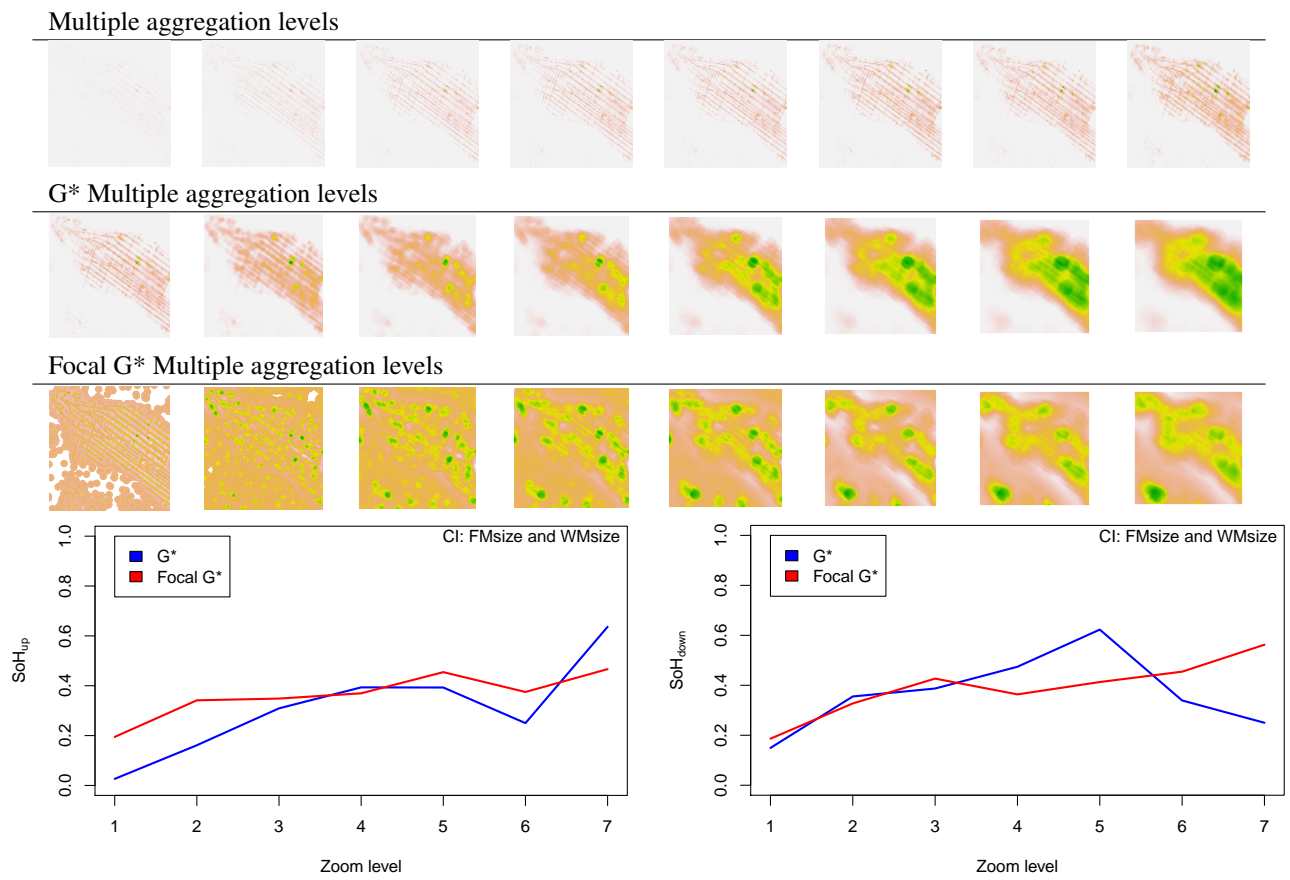 Multiple aggregation levels
G* Multiple aggregation levels
Focal G* Multiple aggregation levels
CI: FMsize and WMsize
G*
Focal G*
SoH_up
0.0 0.2 0.4 0.6 0.8 1.0
1 2 3 4 5 6 7
Zoom level
CI: FMsize and WMsize
G*
Focal G*
SoH_down
0.0 0.2 0.4 0.6 0.8 1.0
1 2 3 4 5 6 7
Zoom level